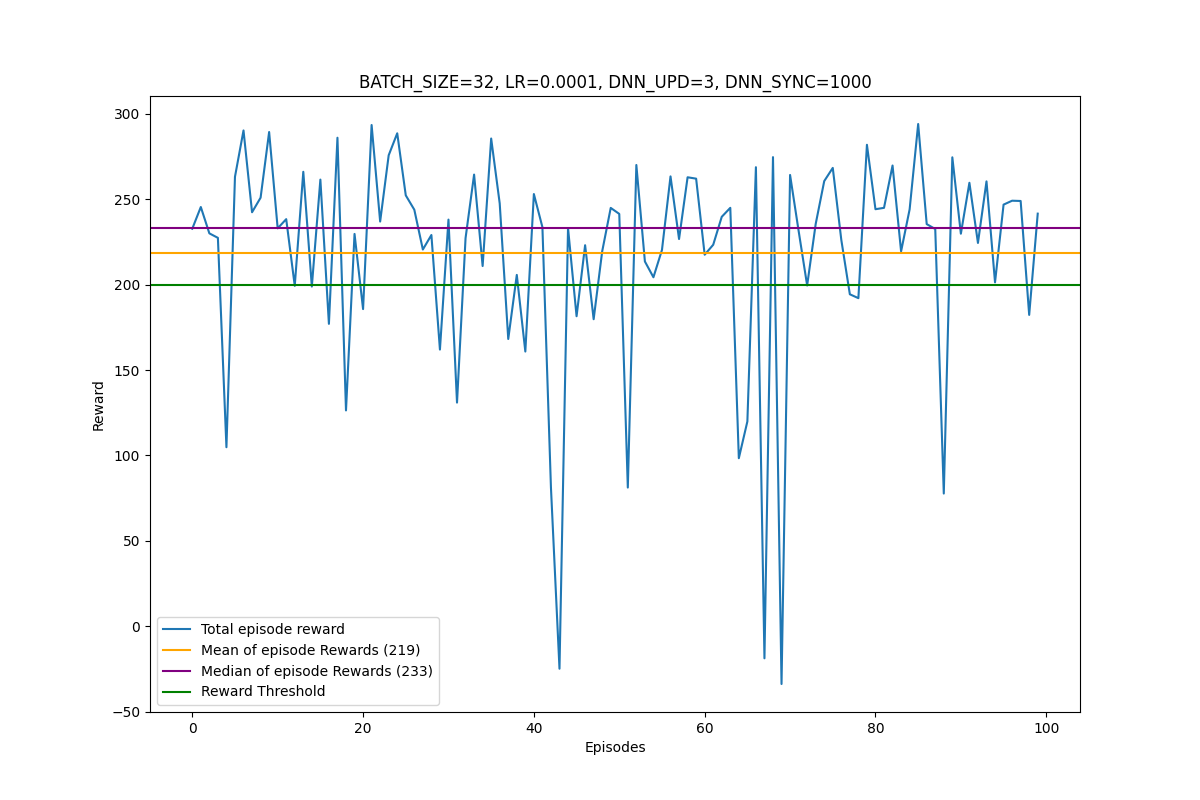 BATCH_SIZE=32, LR=0.0001, DNN_UPD=3, DNN_SYNC=1000
300
250
200
150
100
50
0
−50
Reward
Total episode reward
Mean of episode Rewards (219)
Median of episode Rewards (233)
Reward Threshold
0 20 40 60 80 100
Episodes